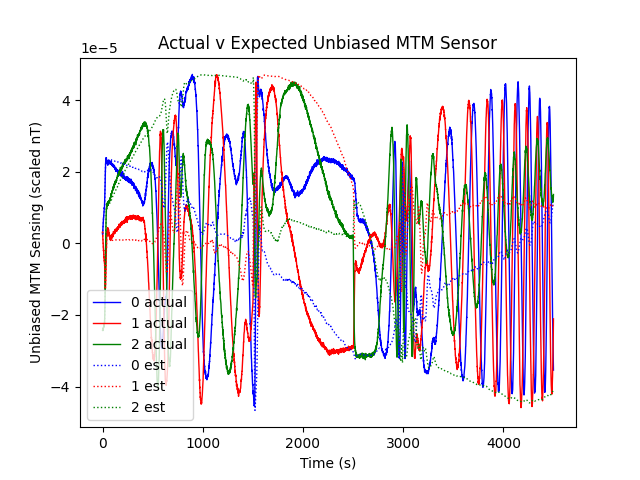 Actual v Expected Unbiased MTM Sensor
1e−5
Unbiased MTM Sensing (scaled nT)
4
2
0
−2
−4
0 actual
1 actual
2 actual
0 est
1 est
2 est
0 1000 2000 3000 4000
Time (s)